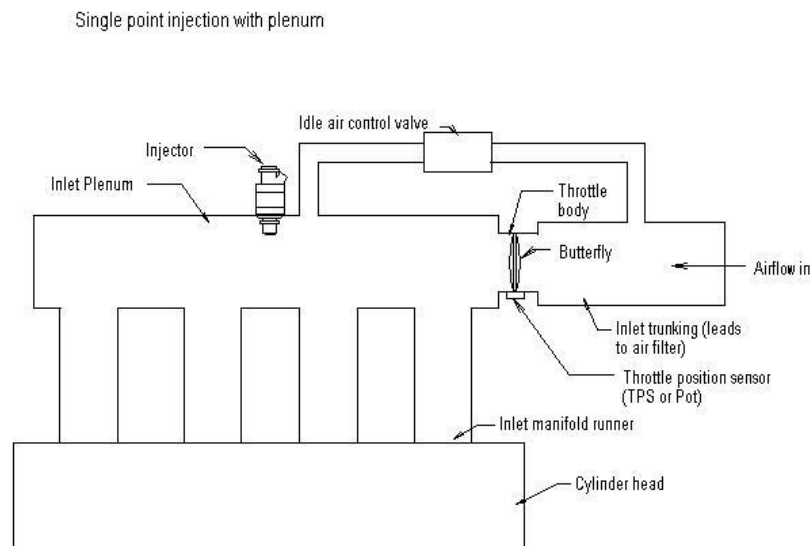 Single point injection with plenum
Idle air control valve
Injector
Inlet Plenum
Throttle
body
Butterfly
Airflow in
Inlet trunking (leads
to air filter)
Throttle position sensor
(TPS or Pot)
Inlet manifold runner
Cylinder head